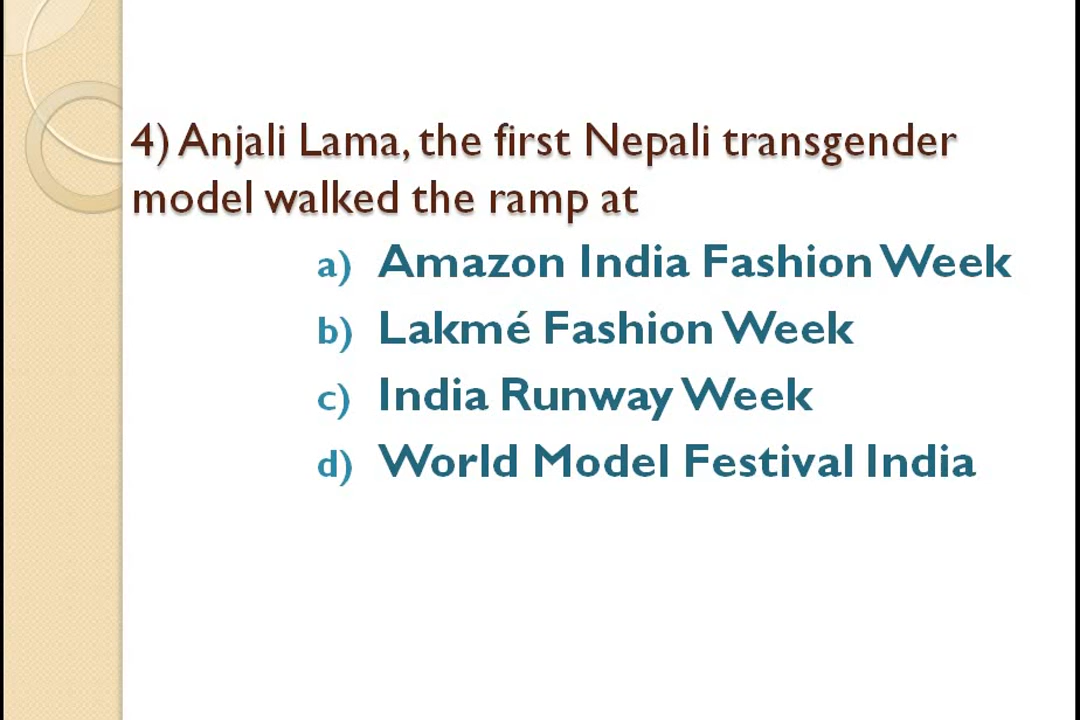 4) Anjali Lama, the first Nepali transgender
model walked the ramp at
a) Amazon India Fashion Week
b) Lakmé Fashion Week
c) India Runway Week
d) World Model Festival India